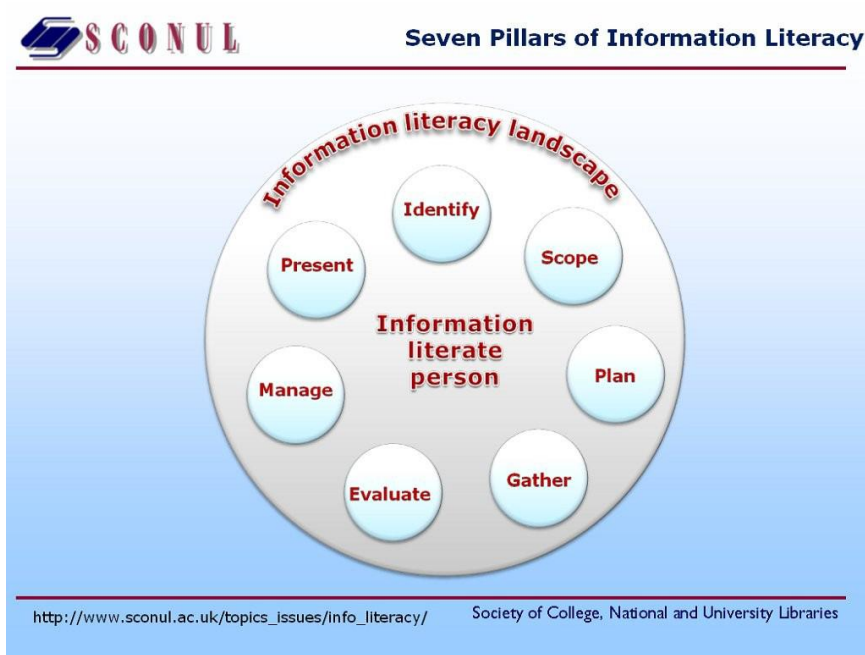 SCONUL
Seven Pillars of Information Literacy
Information literacy landscape
Identify
Scope
Plan
Gather
Evaluate
Manage
Present
Information
literate
person
http://www.sconul.ac.uk/topics_issues/info_literacy/
Society of College, National and University Libraries